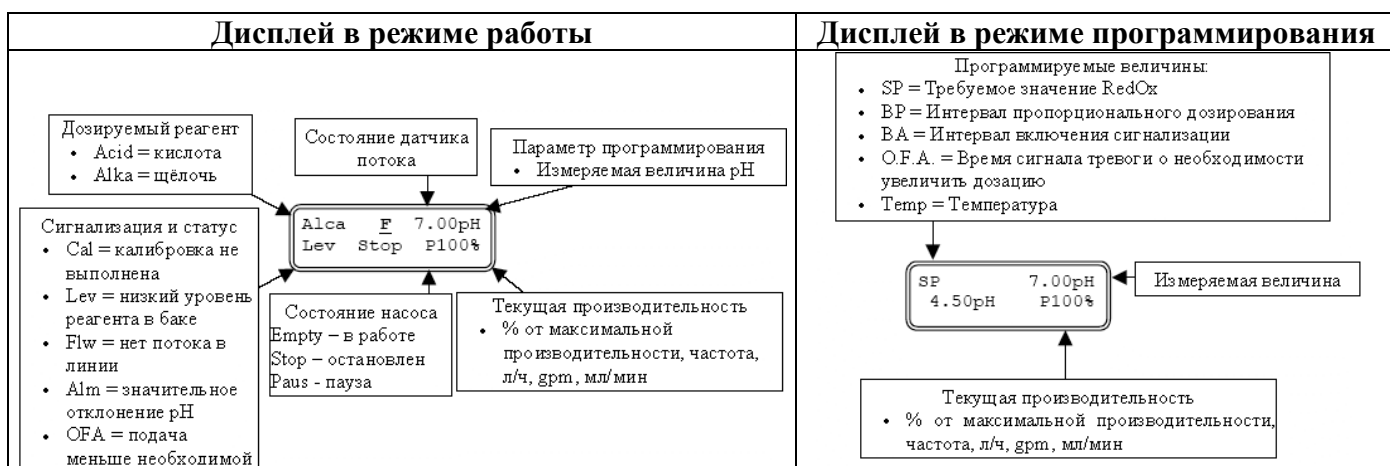 Дисплей в режиме работы
Дозируемый реагент
• Acid = кислота
• Alka = щёлочь
Состояние датчика
потока
Параметр программирования
• Измеряемая величина pH
Alca F 7.00pH
Lev Stop P100%
Сигнализация и статус
• Cal = калибровка не
выполнена
• Lev = низкий уровень
реагента в баке
• Flw = нет потока в
линии
• Alm = значительное
отклонение pH
• OFA = подача
меньше необходимой
Состояние насоса
Empty – в работе
Stop – остановлен
Paus - пауза
Текущая производительность
• % от максимальной
производительности, частота,
л/ч, gpm, мл/мин
Дисплей в режиме программирования
Программируемые величины:
• SP = Требуемое значение RedOx
• BP = Интервал пропорционального дозирования
• BA = Интервал включения сигнализации
• O.F.A. = Время сигнала тревоги о необходимости
увеличить дозацию
• Temp = Температура
SP 7.00pH
4.50pH P100%
Измеряемая величина
Текущая производительность
• % от максимальной производительности,
частота, л/ч, gpm, мл/мин